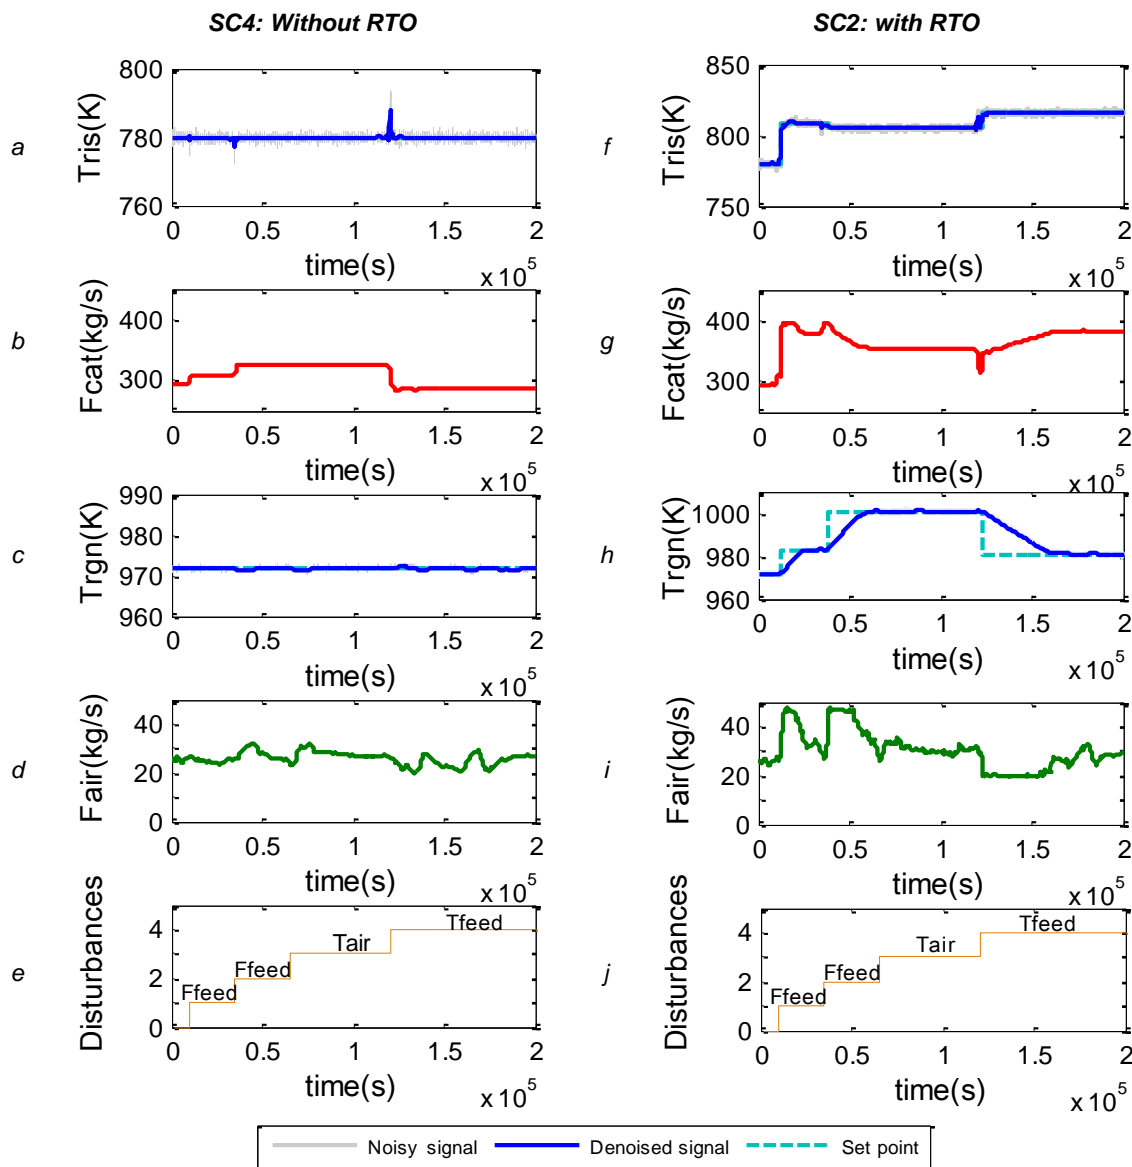 SC4: Without RTO
SC2: with RTO
a
Tris(K)
800
780
760
0 0.5 1 1.5 2
time(s)
x 10^5
f
Tris(K)
850
800
750
0 0.5 1 1.5 2
time(s)
x 10^5
b
Fcat(kg/s)
400
300
0 0.5 1 1.5 2
time(s)
x 10^5
g
Fcat(kg/s)
400
300
0 0.5 1 1.5 2
time(s)
x 10^5
c
Trgn(K)
990
980
970
960
0 0.5 1 1.5 2
time(s)
x 10^5
h
Trgn(K)
1000
980
960
0 0.5 1 1.5 2
time(s)
x 10^5
d
Fair(kg/s)
40
20
0
0 0.5 1 1.5 2
time(s)
x 10^5
i
Fair(kg/s)
40
20
0
0 0.5 1 1.5 2
time(s)
x 10^5
e
Disturbances
4
2
0
Ffeed
Ffeed
Tair
Tfeed
0 0.5 1 1.5 2
time(s)
x 10^5
j
Disturbances
4
2
0
Ffeed
Ffeed
Tair
Tfeed
0 0.5 1 1.5 2
time(s)
x 10^5
Noisy signal Denoised signal Set point